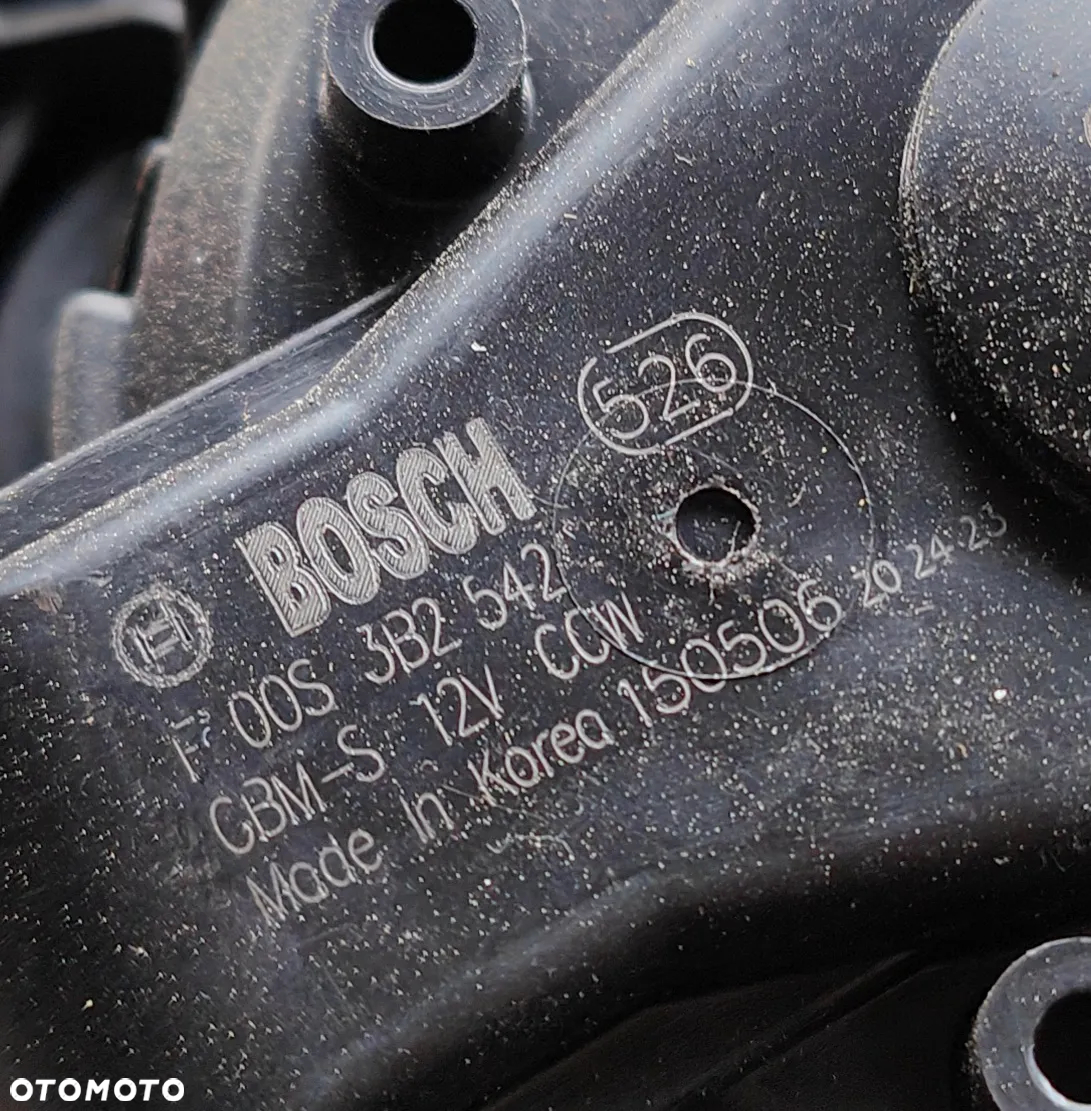 526
BOSCH
F 00S 3B2 542
GBM-S 12V CCW
Made In Korea 150506 20 24 23
OTOMOTO